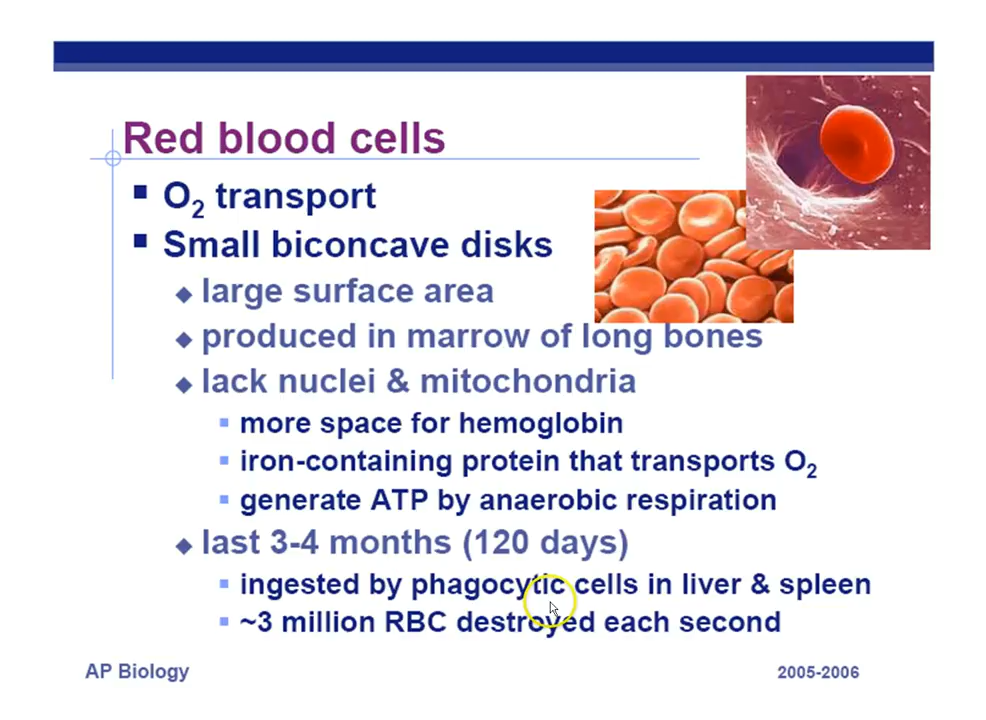 Red blood cells
O2 transport
Small biconcave disks
large surface area
produced in marrow of long bones
lack nuclei & mitochondria
more space for hemoglobin
iron-containing protein that transports O2
generate ATP by anaerobic respiration
last 3-4 months (120 days)
ingested by phagocytic cells in liver & spleen
~3 million RBC destroyed each second
AP Biology
2005-2006